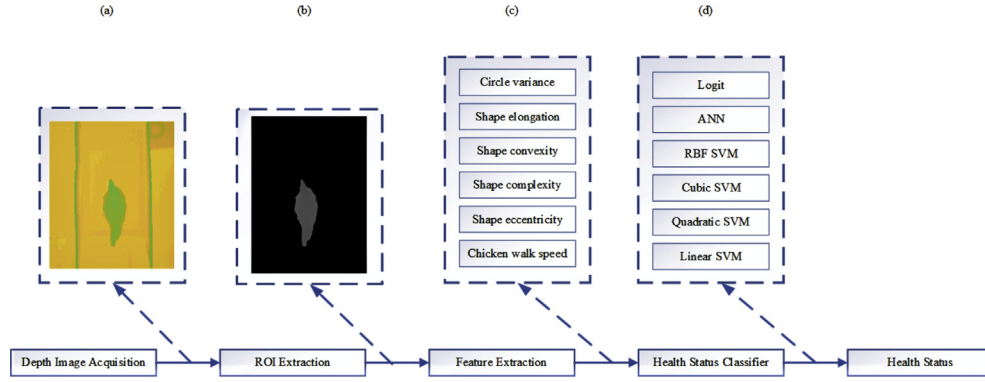 (a)
(b)
(c)
(d)
Circle variance
Shape elongation
Shape convexity
Shape complexity
Shape eccentricity
Chicken walk speed
Logit
ANN
RBF SVM
Cubic SVM
Quadratic SVM
Linear SVM
Depth Image Acquisition
ROI Extraction
Feature Extraction
Health Status Classifier
Health Status